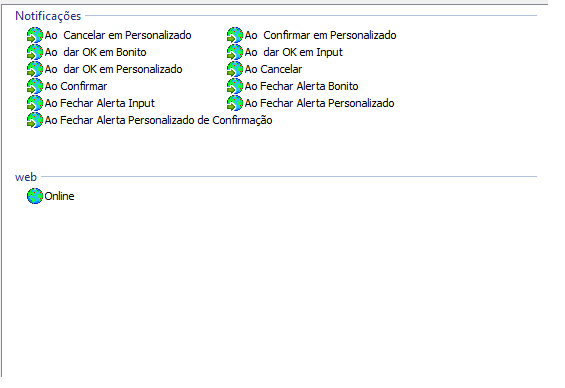 Notificações
Ao  Cancelar em Personalizado
Ao  Confirmar em Personalizado
Ao  dar OK em Bonito
Ao  dar OK em Input
Ao  dar OK em Personalizado
Ao Cancelar
Ao Confirmar
Ao Fechar Alerta Bonito
Ao Fechar Alerta Input
Ao Fechar Alerta Personalizado
Ao Fechar Alerta Personalizado de Confirmação
web
Online